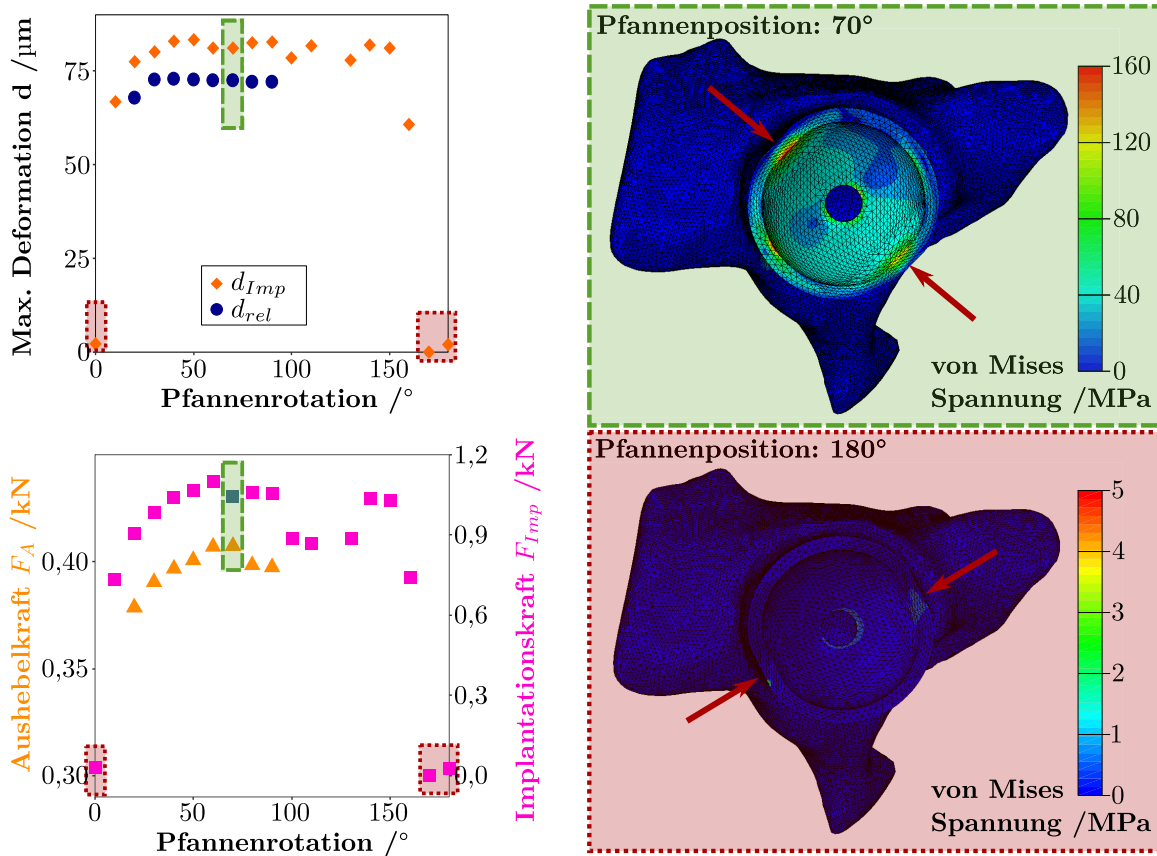 Max. Deformation d /µm
75
50
25
0
d_Imp
d_rel
0
50
100
150
Pfannenrotation /°
Pfannenposition: 70°
160
120
80
40
0
von Mises
Spannung /MPa
Aushebelkraft F_A /kN
0,40
0,35
0,30
1,2
0,9
0,6
0,3
0,0
Implantationskraft F_Imp /kN
0
50
100
150
Pfannenrotation /°
Pfannenposition: 180°
5
4
3
2
1
0
von Mises
Spannung /MPa